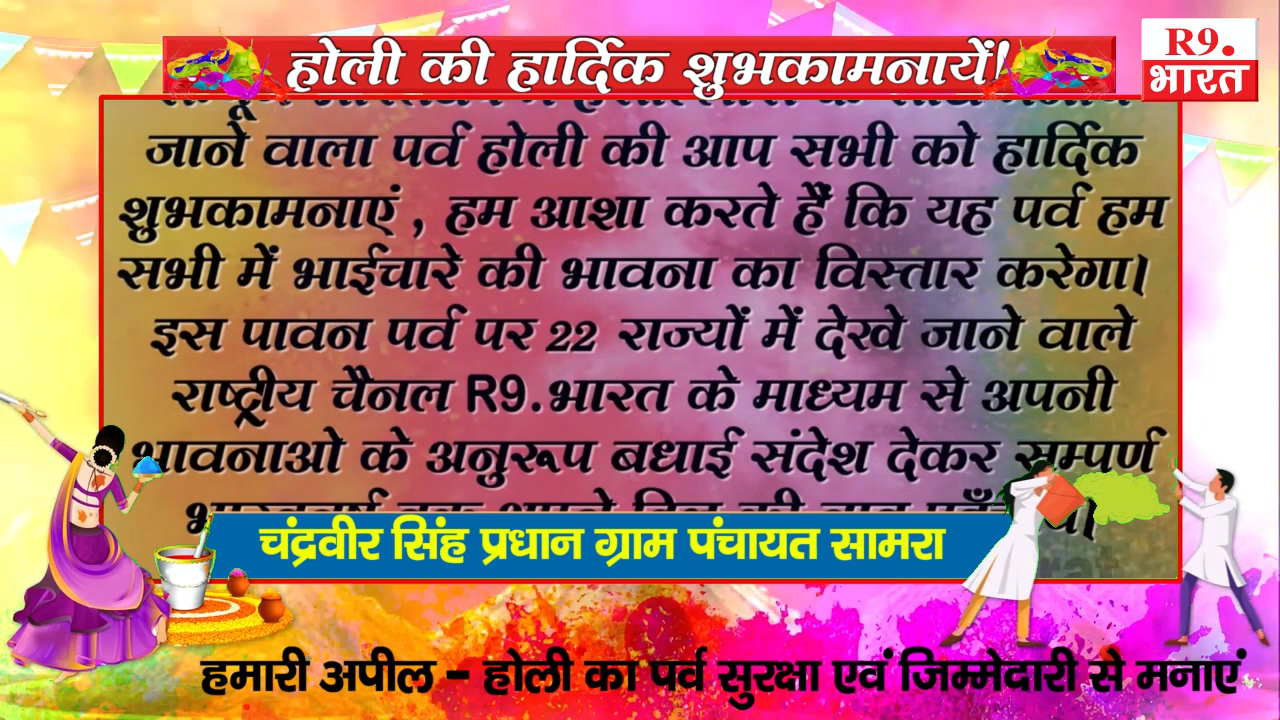 होली की हार्दिक शुभकामनायें!
R9.
भारत
जाने वाला पर्व होली की आप सभी को हार्दिक
शुभकामनाएं , हम आशा करते हैं कि यह पर्व हम
सभी में भाईचारे की भावना का विस्तार करेगा।
इस पावन पर्व पर 22 राज्यों में देखे जाने वाले
राष्ट्रीय चैनल R9.भारत के माध्यम से अपनी
भावनाओ के अनुरूप बधाई संदेश देकर सम्पर्ण
चंद्रवीर सिंह प्रधान ग्राम पंचायत सामरा
हमारी अपील - होली का पर्व सुरक्षा एवं जिम्मेदारी से मनाएं